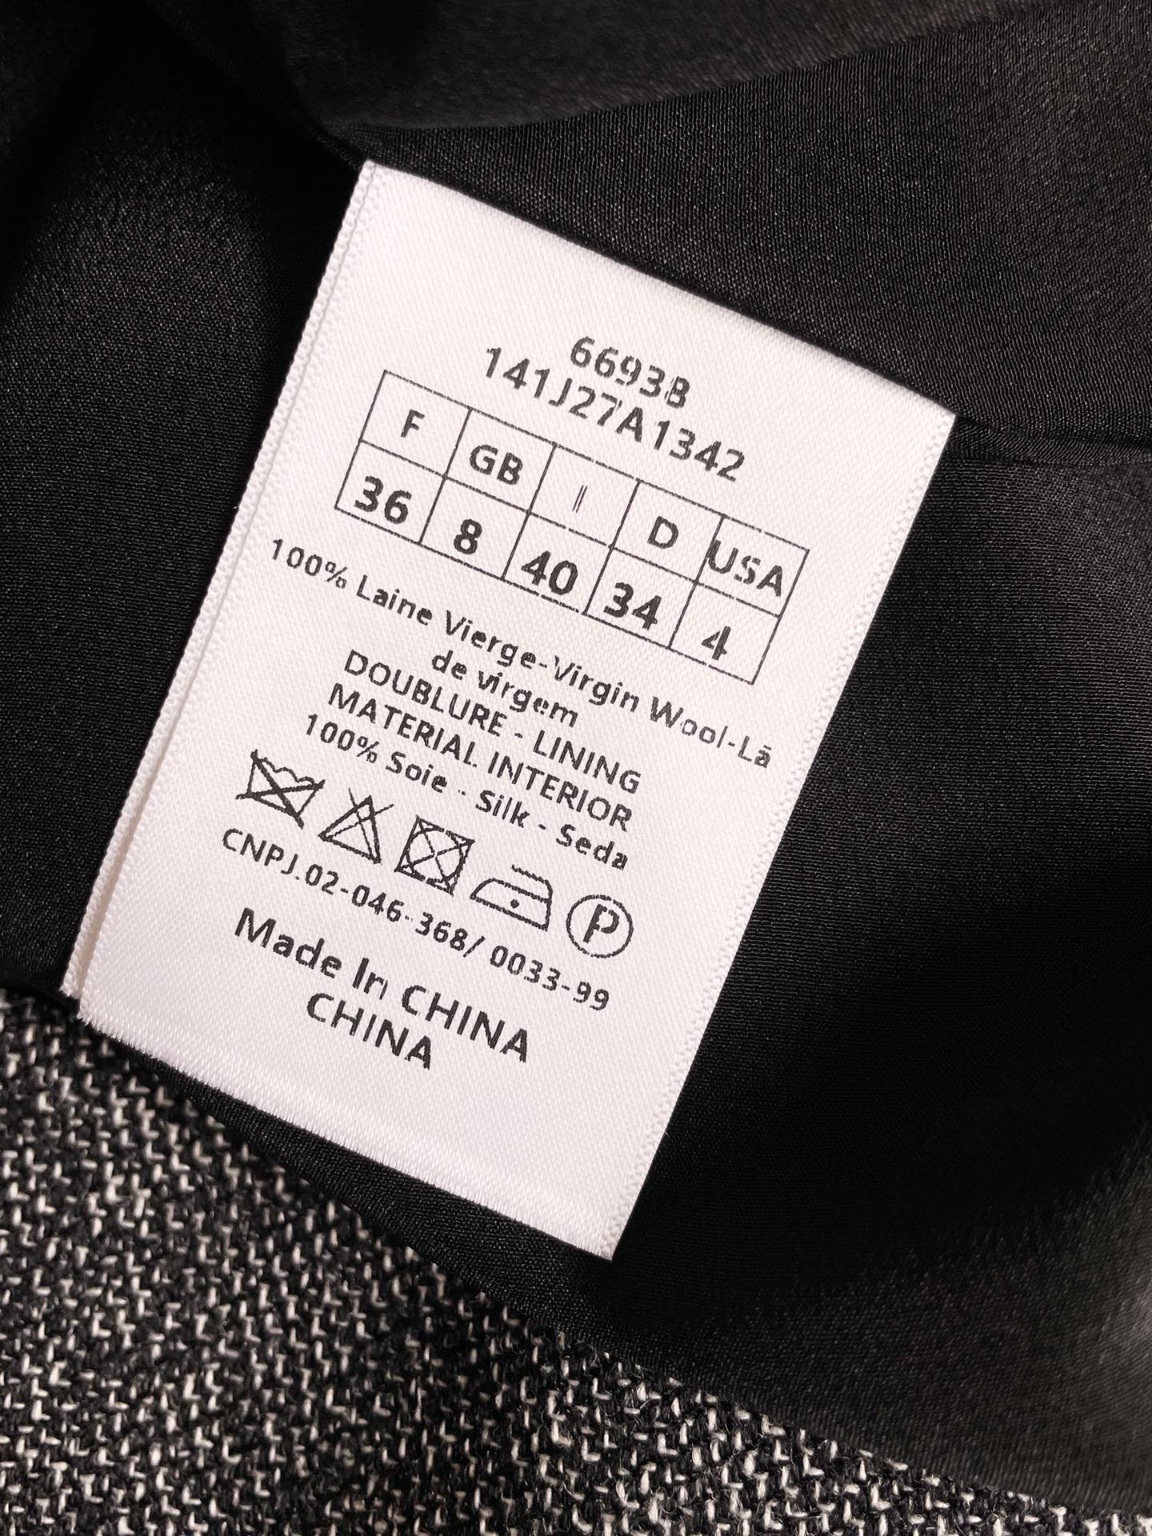 66938
141J27A1342
F GB I D USA
36 8 40 34 4
100% Laine Vierge-Virgin Wool-Lã
de virgem
DOUBLURE - LINING
MATERIAL INTERIOR
100% Soie - Silk - Seda
P
CNPJ.02-046-368/ 0033-99
Made In CHINA
CHINA